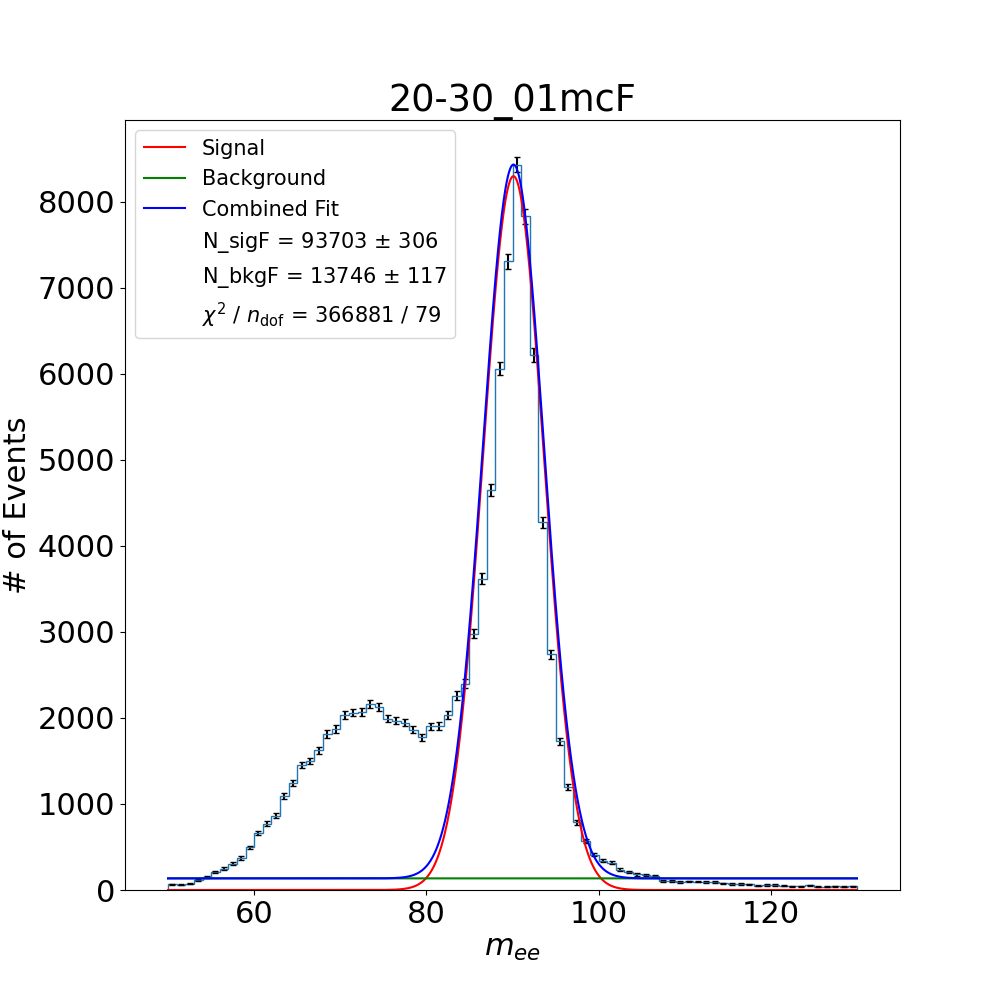 20-30_01mcF
Signal
Background
Combined Fit
N_sigF = 93703 ± 306
N_bkgF = 13746 ± 117
χ² / n_dof = 366881 / 79
# of Events
8000
7000
6000
5000
4000
3000
2000
1000
0
60 80 100 120
m_ee